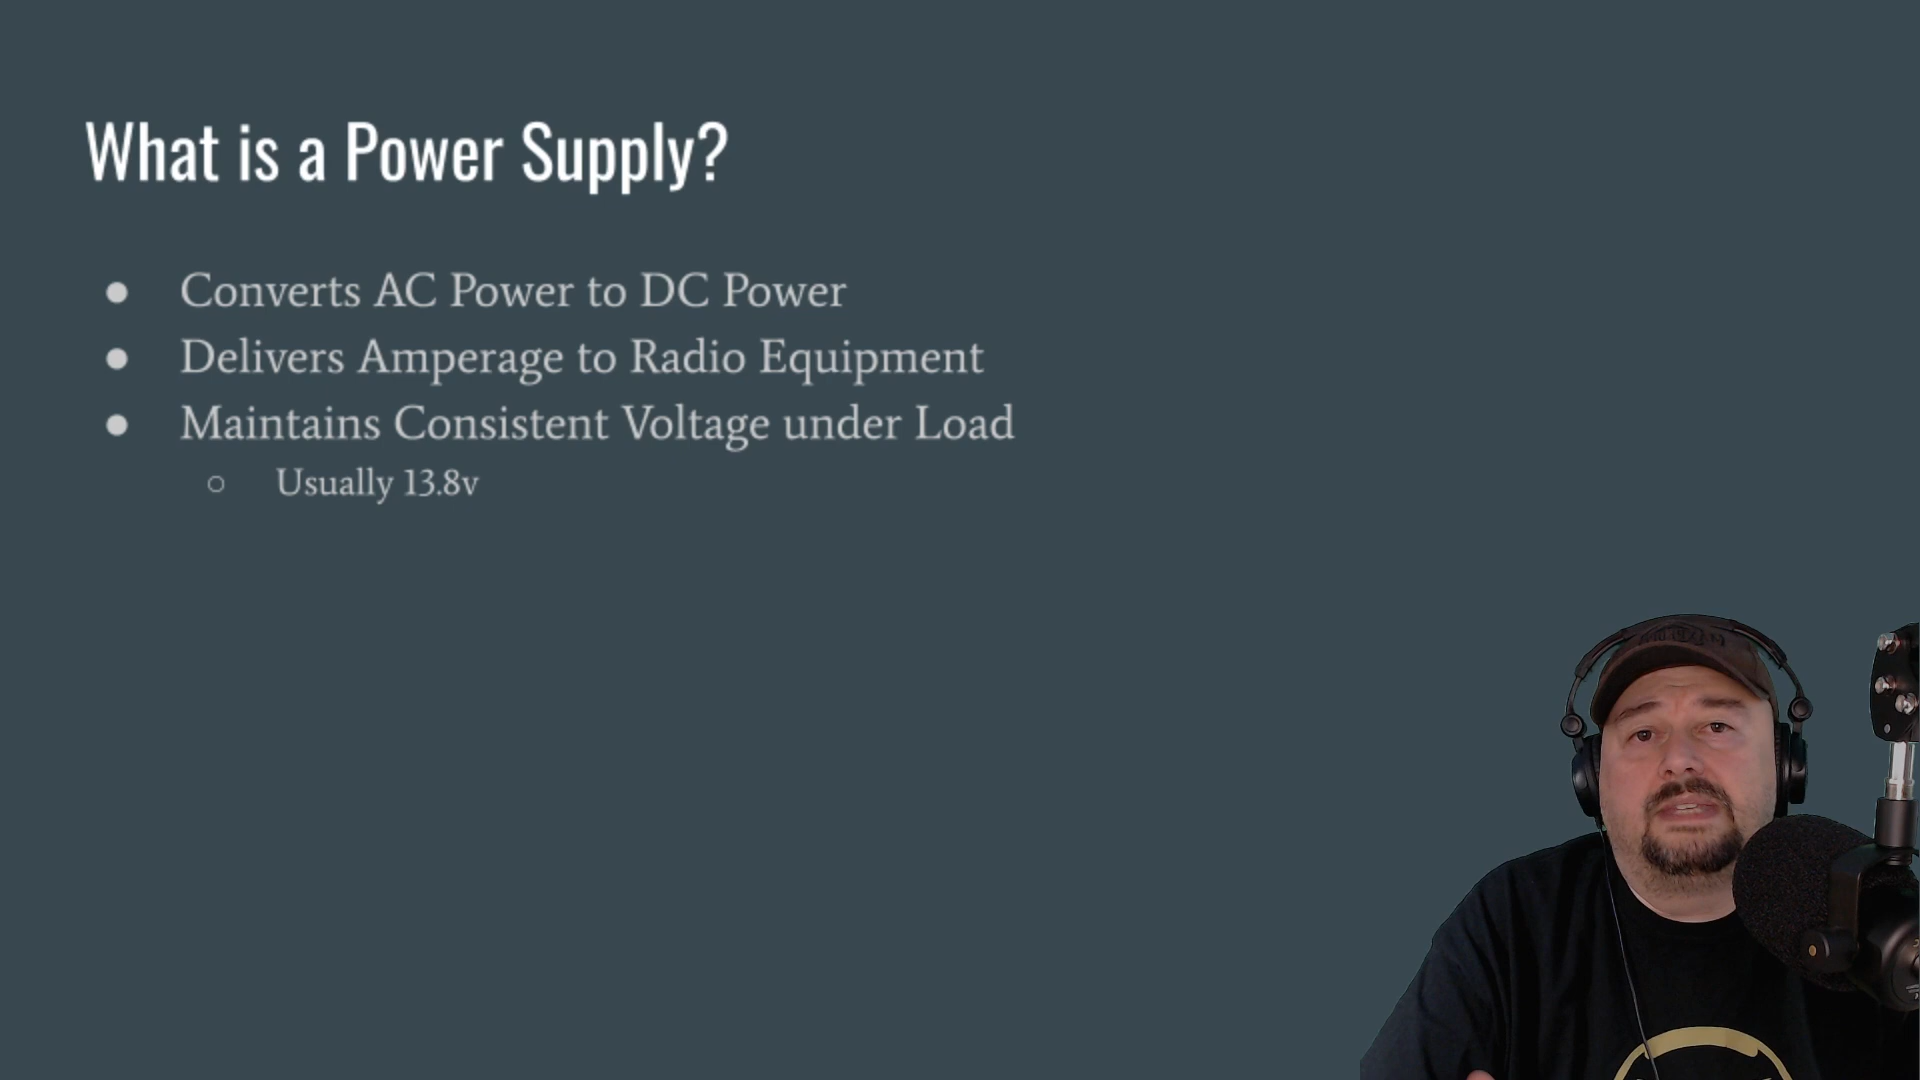 What is a Power Supply?
● Converts AC Power to DC Power
● Delivers Amperage to Radio Equipment
● Maintains Consistent Voltage under Load
○ Usually 13.8v